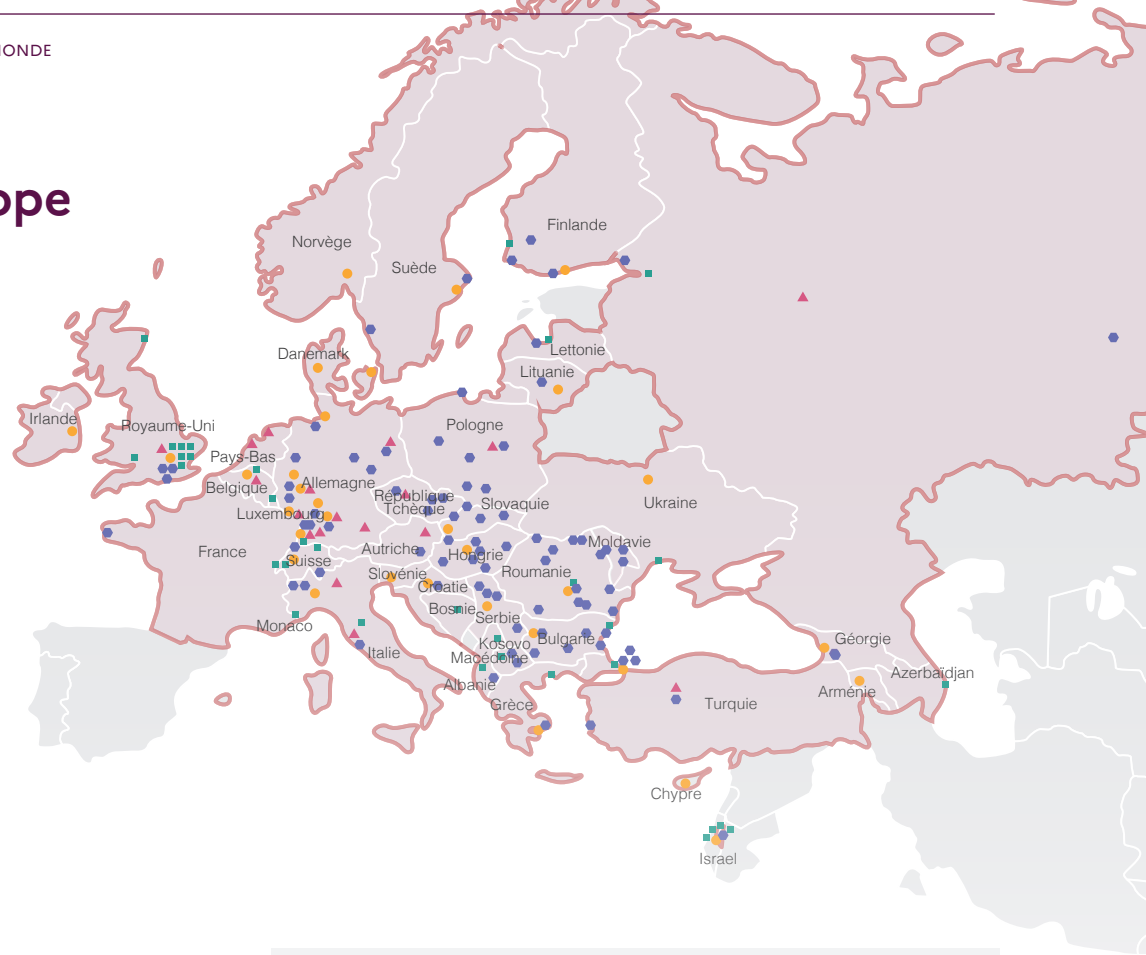 MONDE
ope
Finlande
Norvège
Suède
Danemark
Lettonie
Lituanie
Irlande
Royaume-Uni
Pologne
Pays-Bas
Belgique
Allemagne
République
Tchèque
Slovaquie
Ukraine
Luxembourg
France
Autriche
Hongrie
Moldavie
Suisse
Roumanie
Slovénie
Croatie
Bosnie
Serbie
Monaco
Italie
Kosovo
Bulgarie
Macédoine
Géorgie
Albanie
Azerbaïdjan
Arménie
Grèce
Turquie
Chypre
Israel